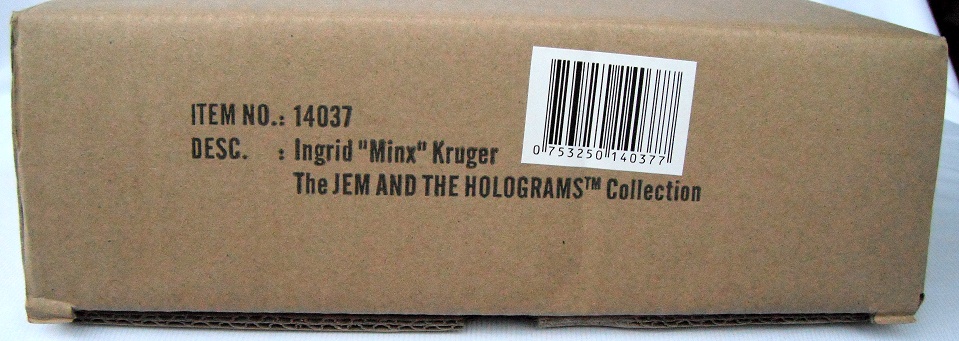 ITEM NO.: 14037
DESC. : Ingrid "Minx" Kruger
The JEM AND THE HOLOGRAMS™ Collection
0 753250 140377